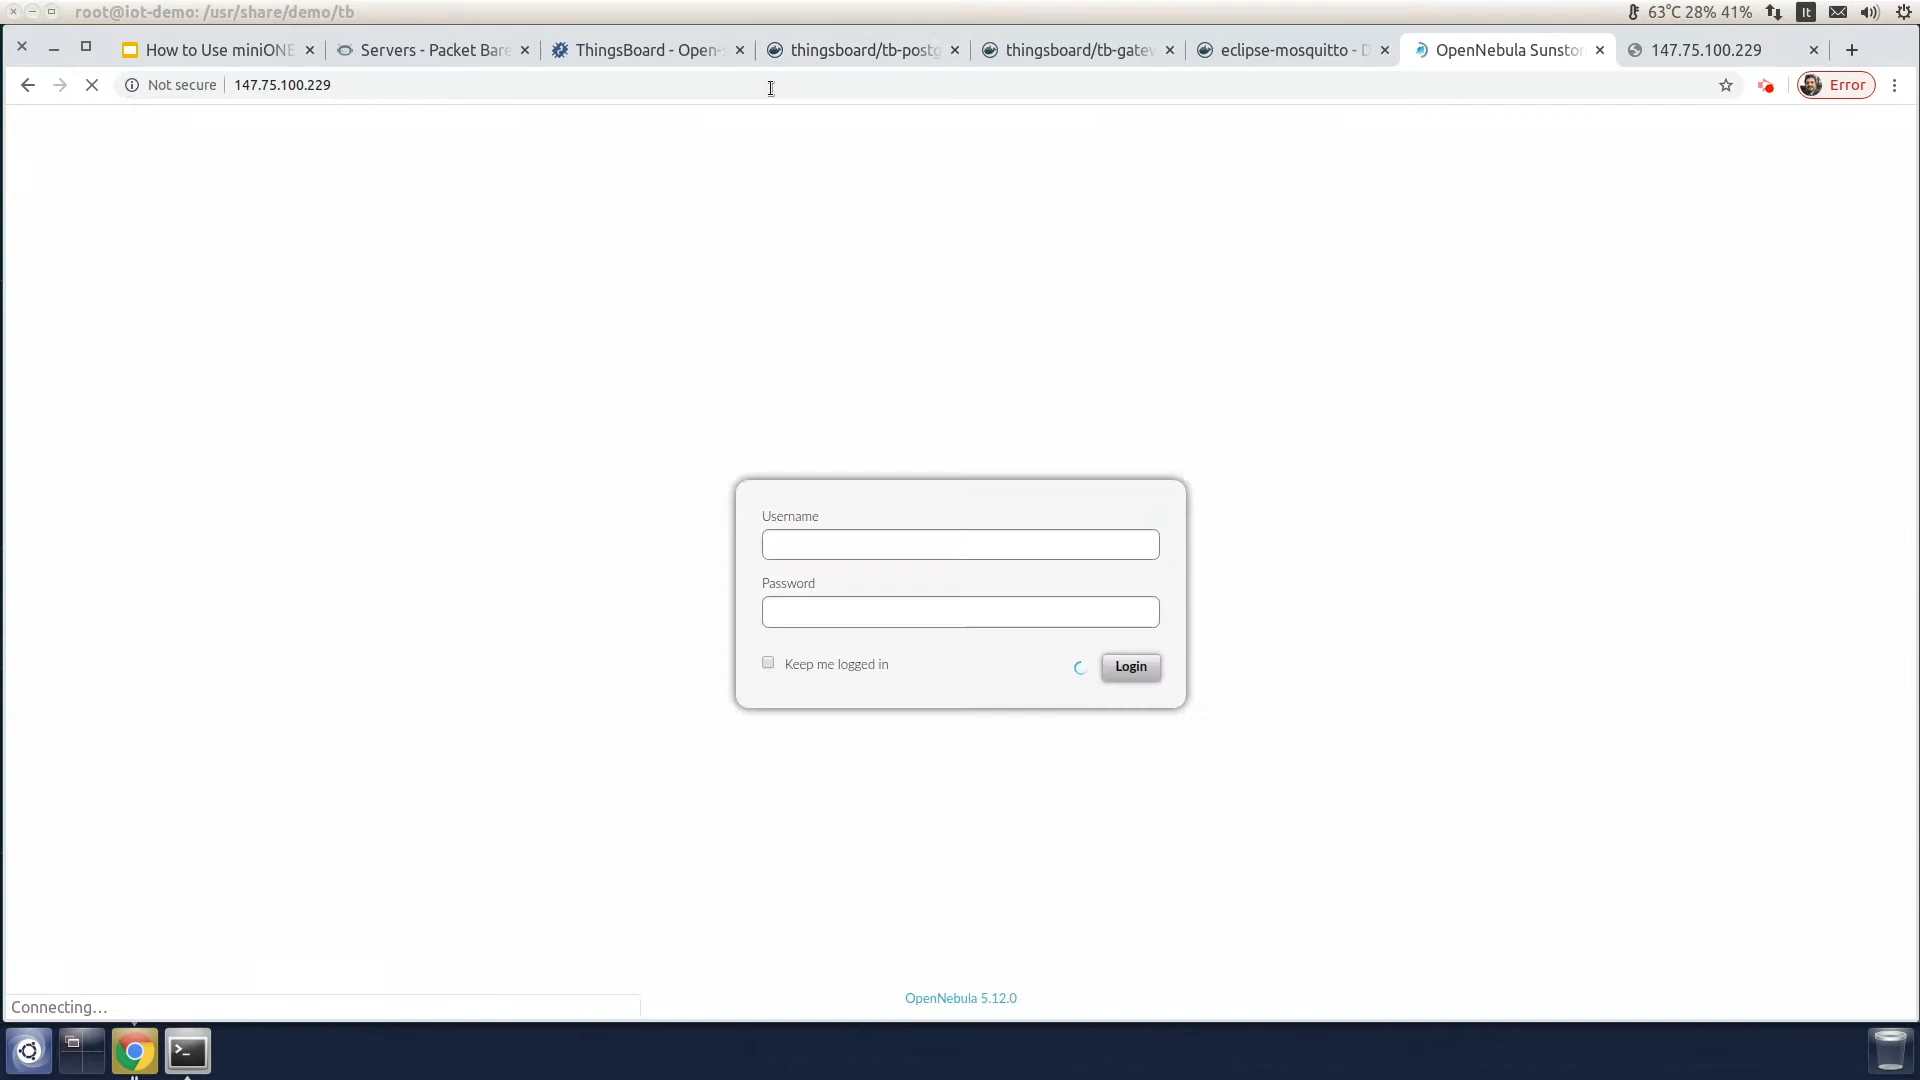 root@iot-demo: /usr/share/demo/tb
63°C 28% 41%
It
How to Use miniONE
Servers - Packet Bare
ThingsBoard - Open-
thingsboard/tb-postg
thingsboard/tb-gatew
eclipse-mosquitto - D
OpenNebula Sunston
147.75.100.229
Not secure
147.75.100.229
Error
Username
Password
Keep me logged in
Login
OpenNebula 5.12.0
Connecting...